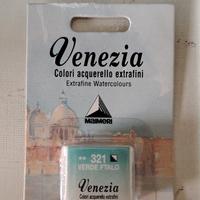 Venezia
Colori acquerello extrafini
Extrafine Watercolours
MAIMERI
** 321
VERDE FTALO
Venezia
Colori acquerello extrafini